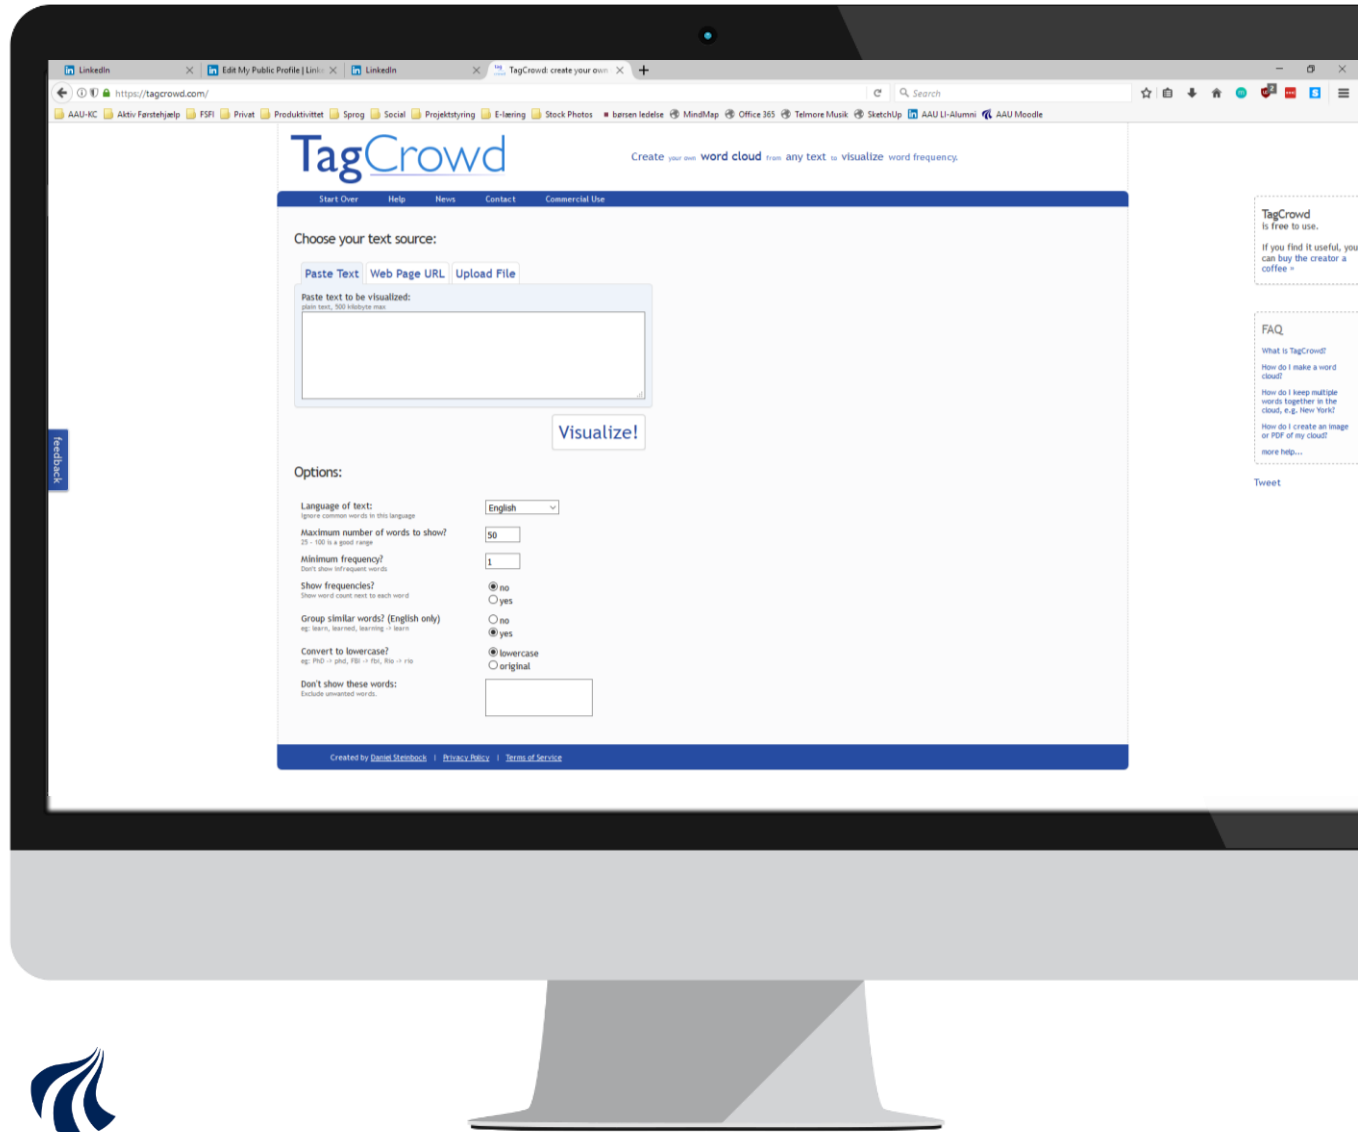 LinkedIn
Edit My Public Profile | Linke
LinkedIn
TagCrowd: create your own
https://tagcrowd.com/
Search
2
AAU-KC Aktiv Førstehjælp FSFI Privat Produktivittet Sprog Social Projektstyring E-læring Stock Photos børsen ledelse MindMap Office 365 Telmore Musik SketchUp AAU LI-Alumni AAU Moodle
TagCrowd
Create your own word cloud from any text to visualize word frequency.
Start Over Help News Contact Commercial Use
Choose your text source:
Paste Text Web Page URL Upload File
Paste text to be visualized:
plain text, 500 kilobyte max
Visualize!
feedback
Options:
Language of text: English
Ignore common words in this language
Maximum number of words to show? 50
25 - 100 is a good range
Minimum frequency? 1
Don't show infrequent words
Show frequencies? no
Show word count next to each word
yes
Group similar words? (English only) no
eg: learn, learned, learning -> learn
yes
Convert to lowercase? lowercase
eg: PhD -> phd, FBI -> fbi, Rio -> rio
original
Don't show these words:
Exclude unwanted words.
Created by Daniel Steinbock | Privacy Policy | Terms of Service
TagCrowd
is free to use.
If you find it useful, you
can buy the creator a
coffee »
FAQ
What is TagCrowd?
How do I make a word
cloud?
How do I keep multiple
words together in the
cloud, e.g. New York?
How do I create an image
or PDF of my cloud?
more help...
Tweet